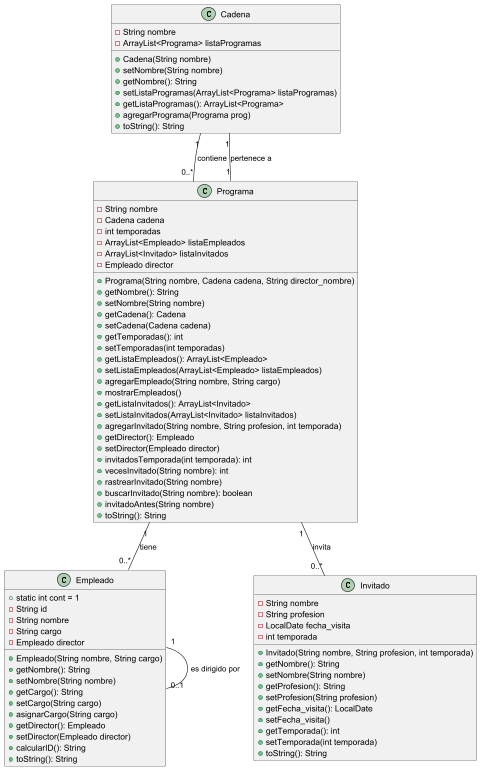 C Cadena
String nombre
ArrayList<Programa> listaProgramas
Cadena(String nombre)
setNombre(String nombre)
getNombre(): String
setListaProgramas(ArrayList<Programa> listaProgramas)
getListaProgramas(): ArrayList<Programa>
agregarPrograma(Programa prog)
toString(): String
1 1
contiene pertenece a
0..* 1
C Programa
String nombre
Cadena cadena
int temporadas
ArrayList<Empleado> listaEmpleados
ArrayList<Invitado> listaInvitados
Empleado director
Programa(String nombre, Cadena cadena, String director_nombre)
getNombre(): String
setNombre(String nombre)
getCadena(): Cadena
setCadena(Cadena cadena)
getTemporadas(): int
setTemporadas(int temporadas)
getListaEmpleados(): ArrayList<Empleado>
setListaEmpleados(ArrayList<Empleado> listaEmpleados)
agregarEmpleado(String nombre, String cargo)
mostrarEmpleados()
getListaInvitados(): ArrayList<Invitado>
setListaInvitados(ArrayList<Invitado> listaInvitados)
agregarInvitado(String nombre, String profesion, int temporada)
getDirector(): Empleado
setDirector(Empleado director)
invitadosTemporada(int temporada): int
vecesInvitado(String nombre): int
rastrearInvitado(String nombre)
buscarInvitado(String nombre): boolean
invitadoAntes(String nombre)
toString(): String
1 1
tiene invita
0..* 0..*
C Empleado
static int cont = 1
String id
String nombre
String cargo
Empleado director
Empleado(String nombre, String cargo)
getNombre(): String
setNombre(String nombre)
getCargo(): String
setCargo(String cargo)
asignarCargo(String cargo)
getDirector(): Empleado
setDirector(Empleado director)
calcularID(): String
toString(): String
1
es dirigido por
0..1
C Invitado
String nombre
String profesion
LocalDate fecha_visita
int temporada
Invitado(String nombre, String profesion, int temporada)
getNombre(): String
setNombre(String nombre)
getProfesion(): String
setProfesion(String profesion)
getFecha_visita(): LocalDate
setFecha_visita()
getTemporada(): int
setTemporada(int temporada)
toString(): String